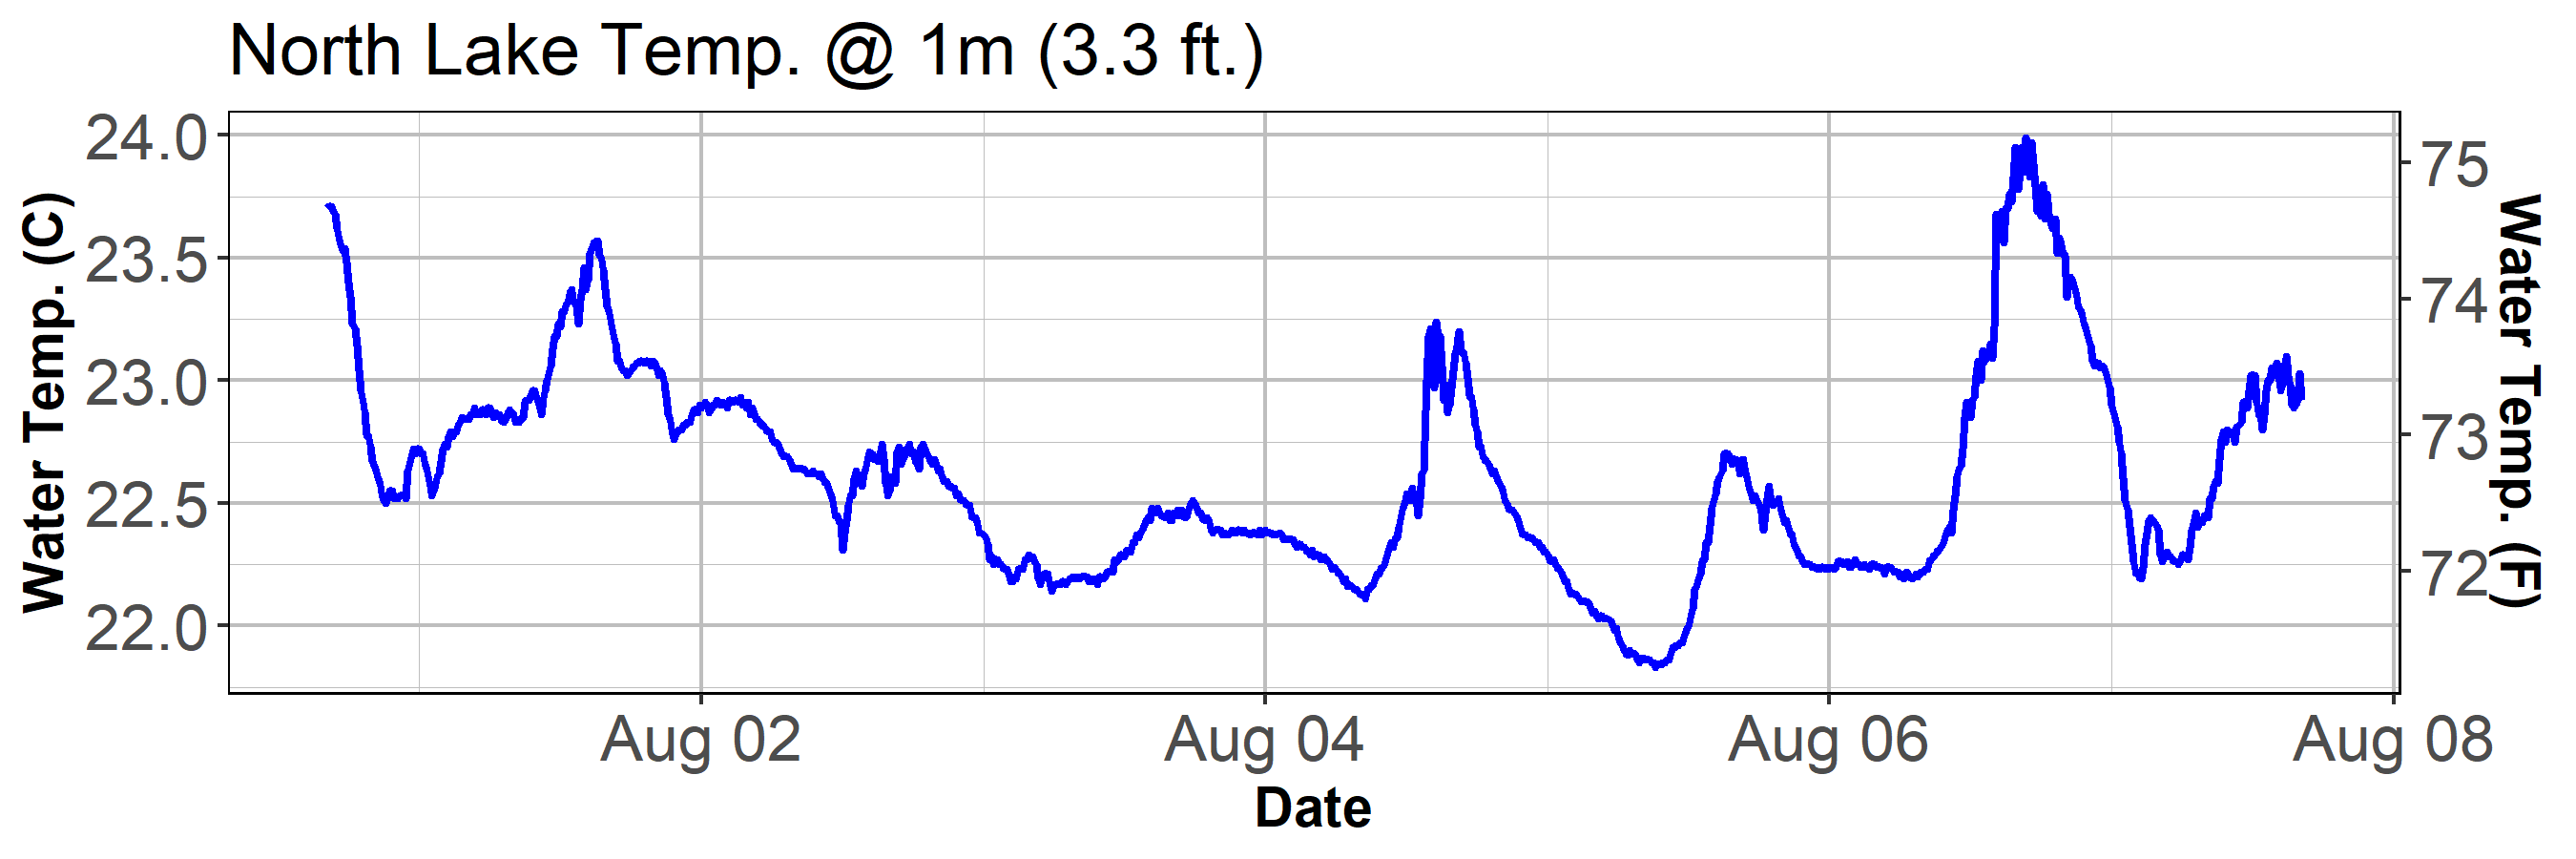 North Lake Temp. @ 1m (3.3 ft.)
Water Temp. (C)
24.0
23.5
23.0
22.5
22.0
75
74
73
72
Water Temp. (F)
Aug 02 Aug 04 Aug 06 Aug 08
Date